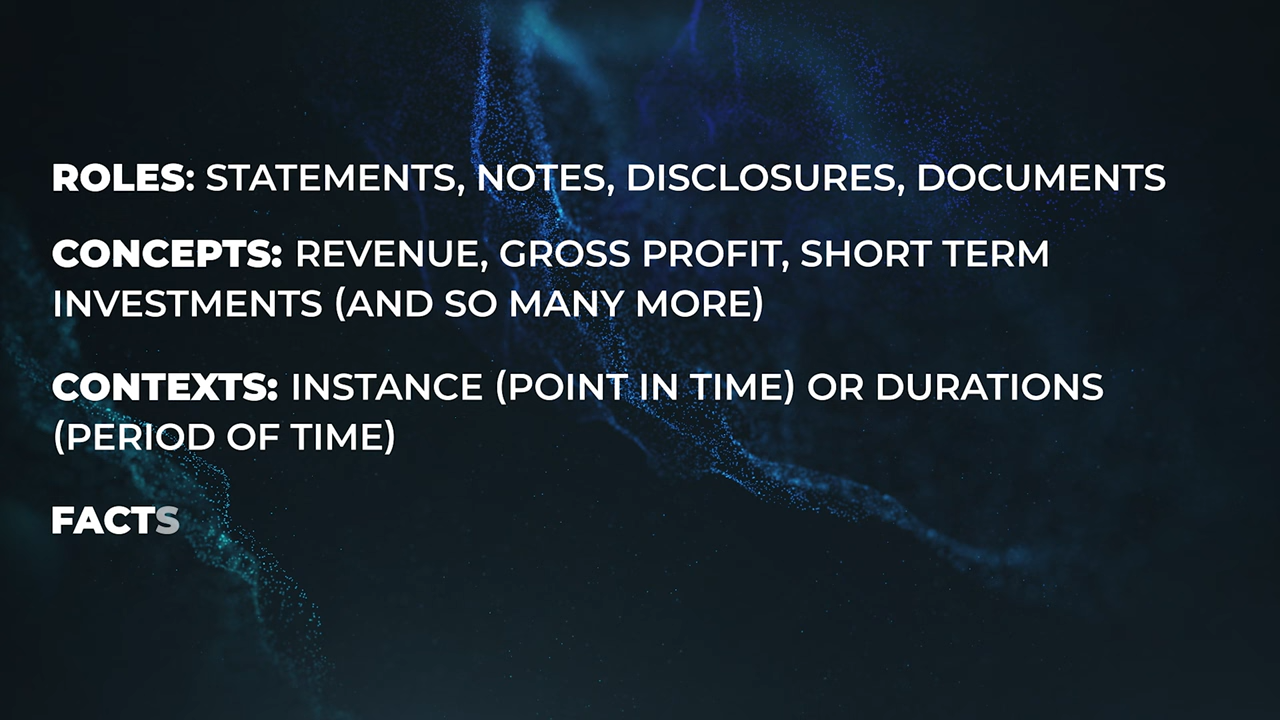 ROLES: STATEMENTS, NOTES, DISCLOSURES, DOCUMENTS
CONCEPTS: REVENUE, GROSS PROFIT, SHORT TERM
INVESTMENTS (AND SO MANY MORE)
CONTEXTS: INSTANCE (POINT IN TIME) OR DURATIONS
(PERIOD OF TIME)
FACTS